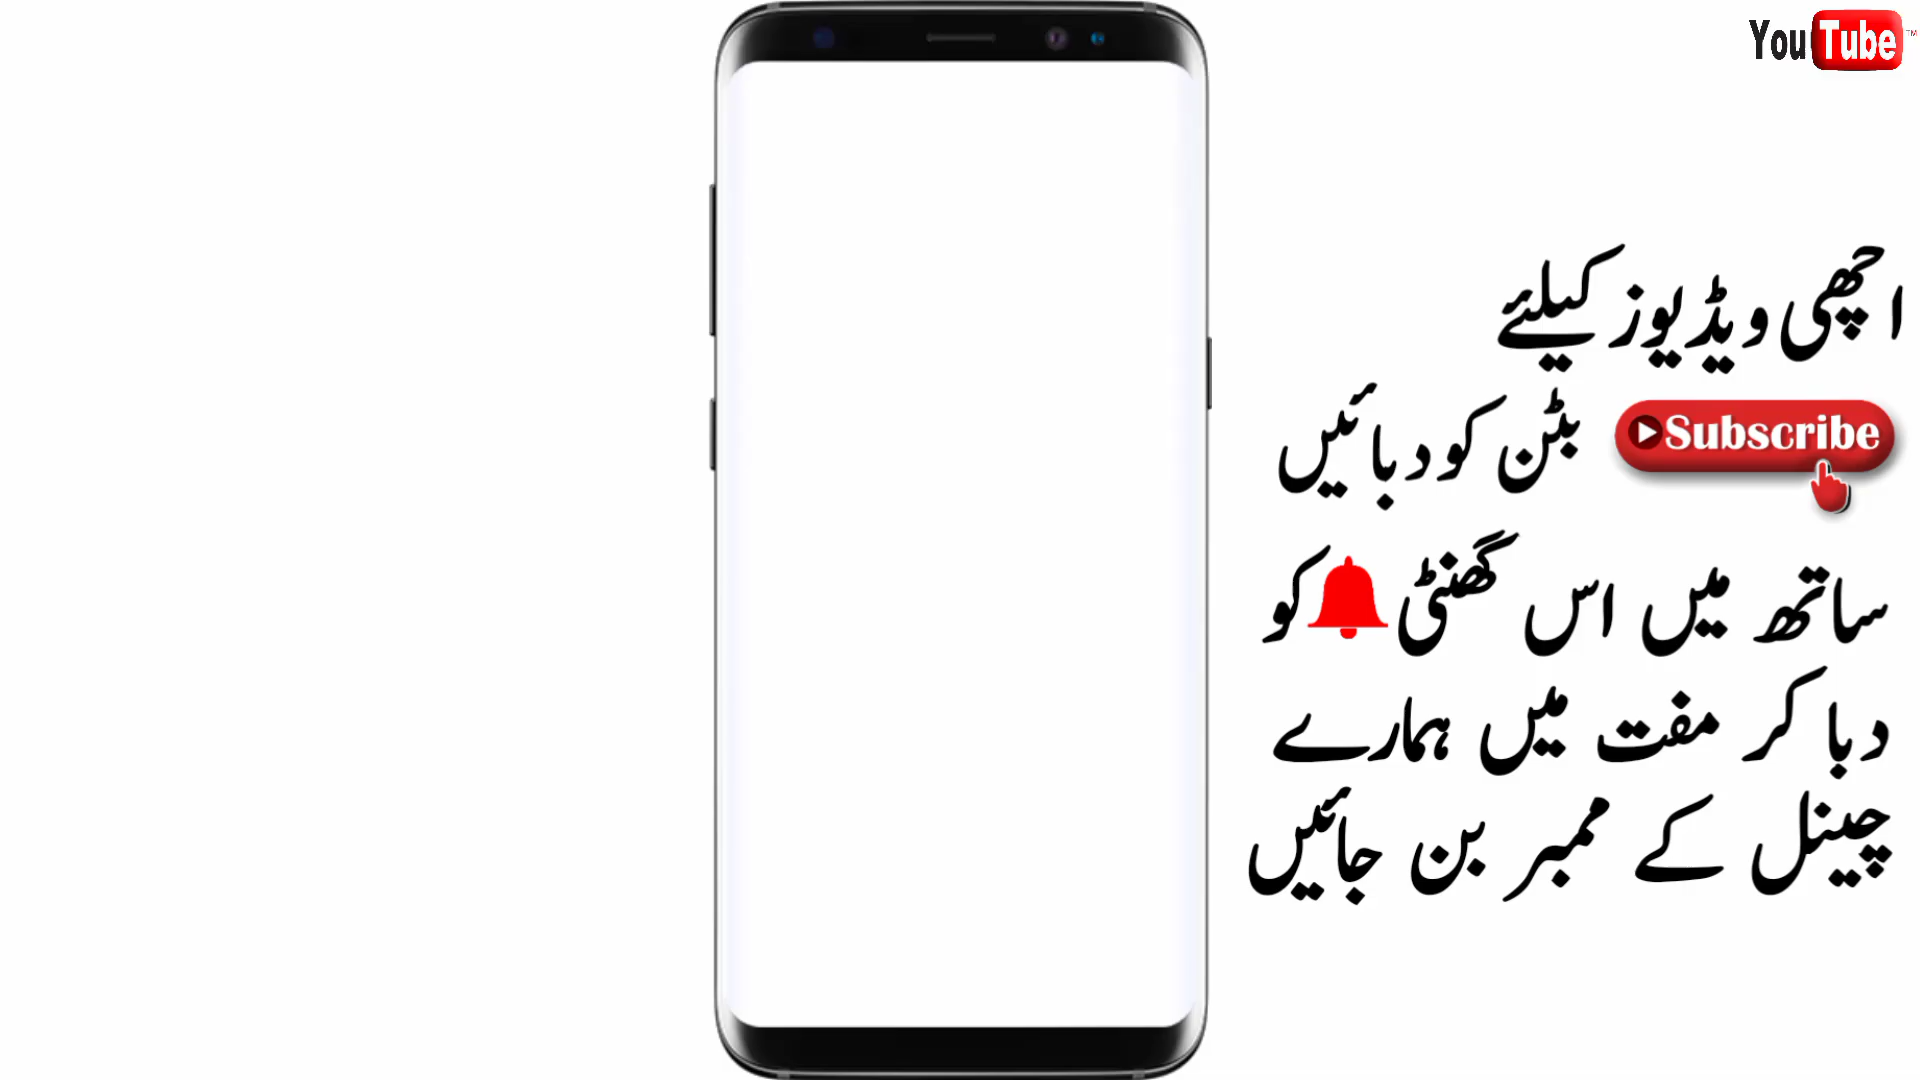 YouTube™
اچھی ویڈیوز کیلئے
Subscribe بٹن کو دبائیں
ساتھ میں اس گھنٹی کو
دبا کر مفت میں ہمارے
چینل کے ممبر بن جائیں